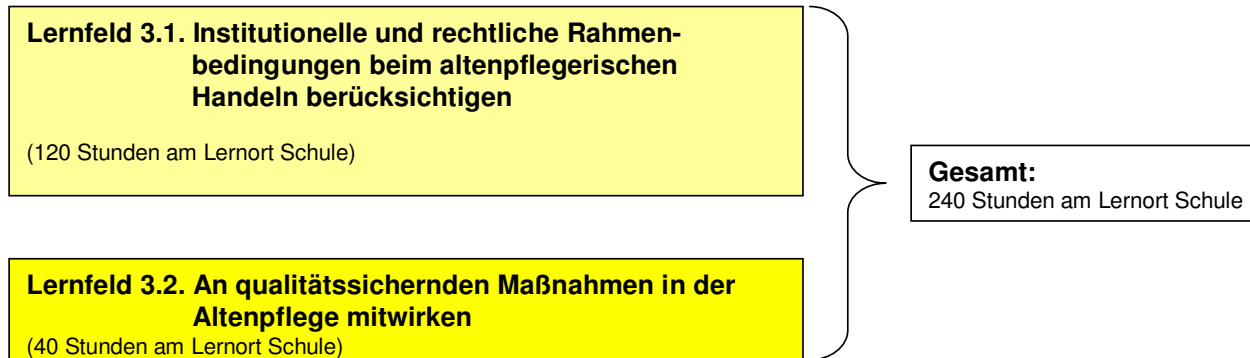 Lernfeld 3.1. Institutionelle und rechtliche Rahmen-
bedingungen beim altenpflegerischen
Handeln berücksichtigen
(120 Stunden am Lernort Schule)
Gesamt:
240 Stunden am Lernort Schule
Lernfeld 3.2. An qualitätssichernden Maßnahmen in der
Altenpflege mitwirken
(40 Stunden am Lernort Schule)